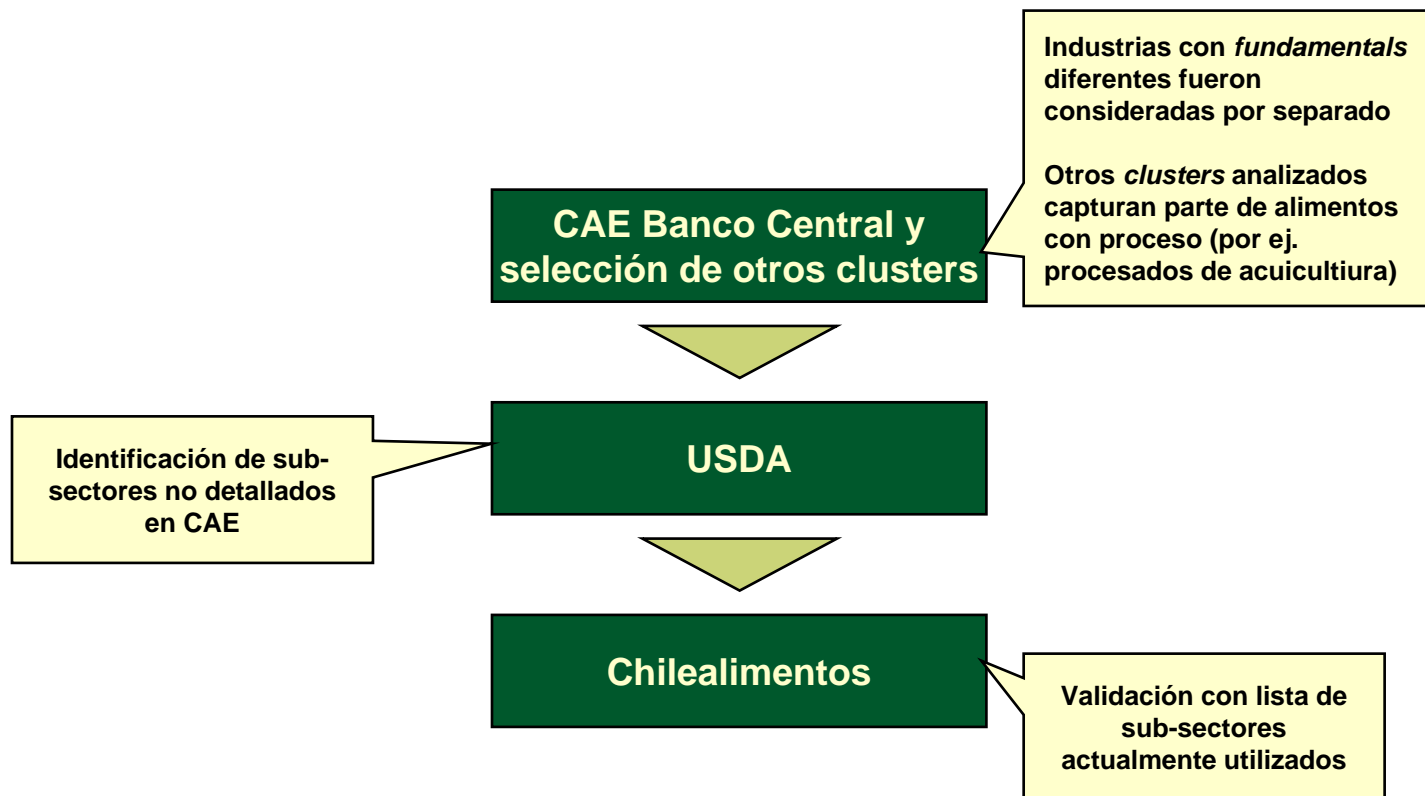 Industrias con fundamentals
diferentes fueron
consideradas por separado
Otros clusters analizados
capturan parte de alimentos
con proceso (por ej.
procesados de acuicultiura)
CAE Banco Central y
selección de otros clusters
Identificación de sub-
sectores no detallados
en CAE
USDA
Chilealimentos
Validación con lista de
sub-sectores
actualmente utilizados